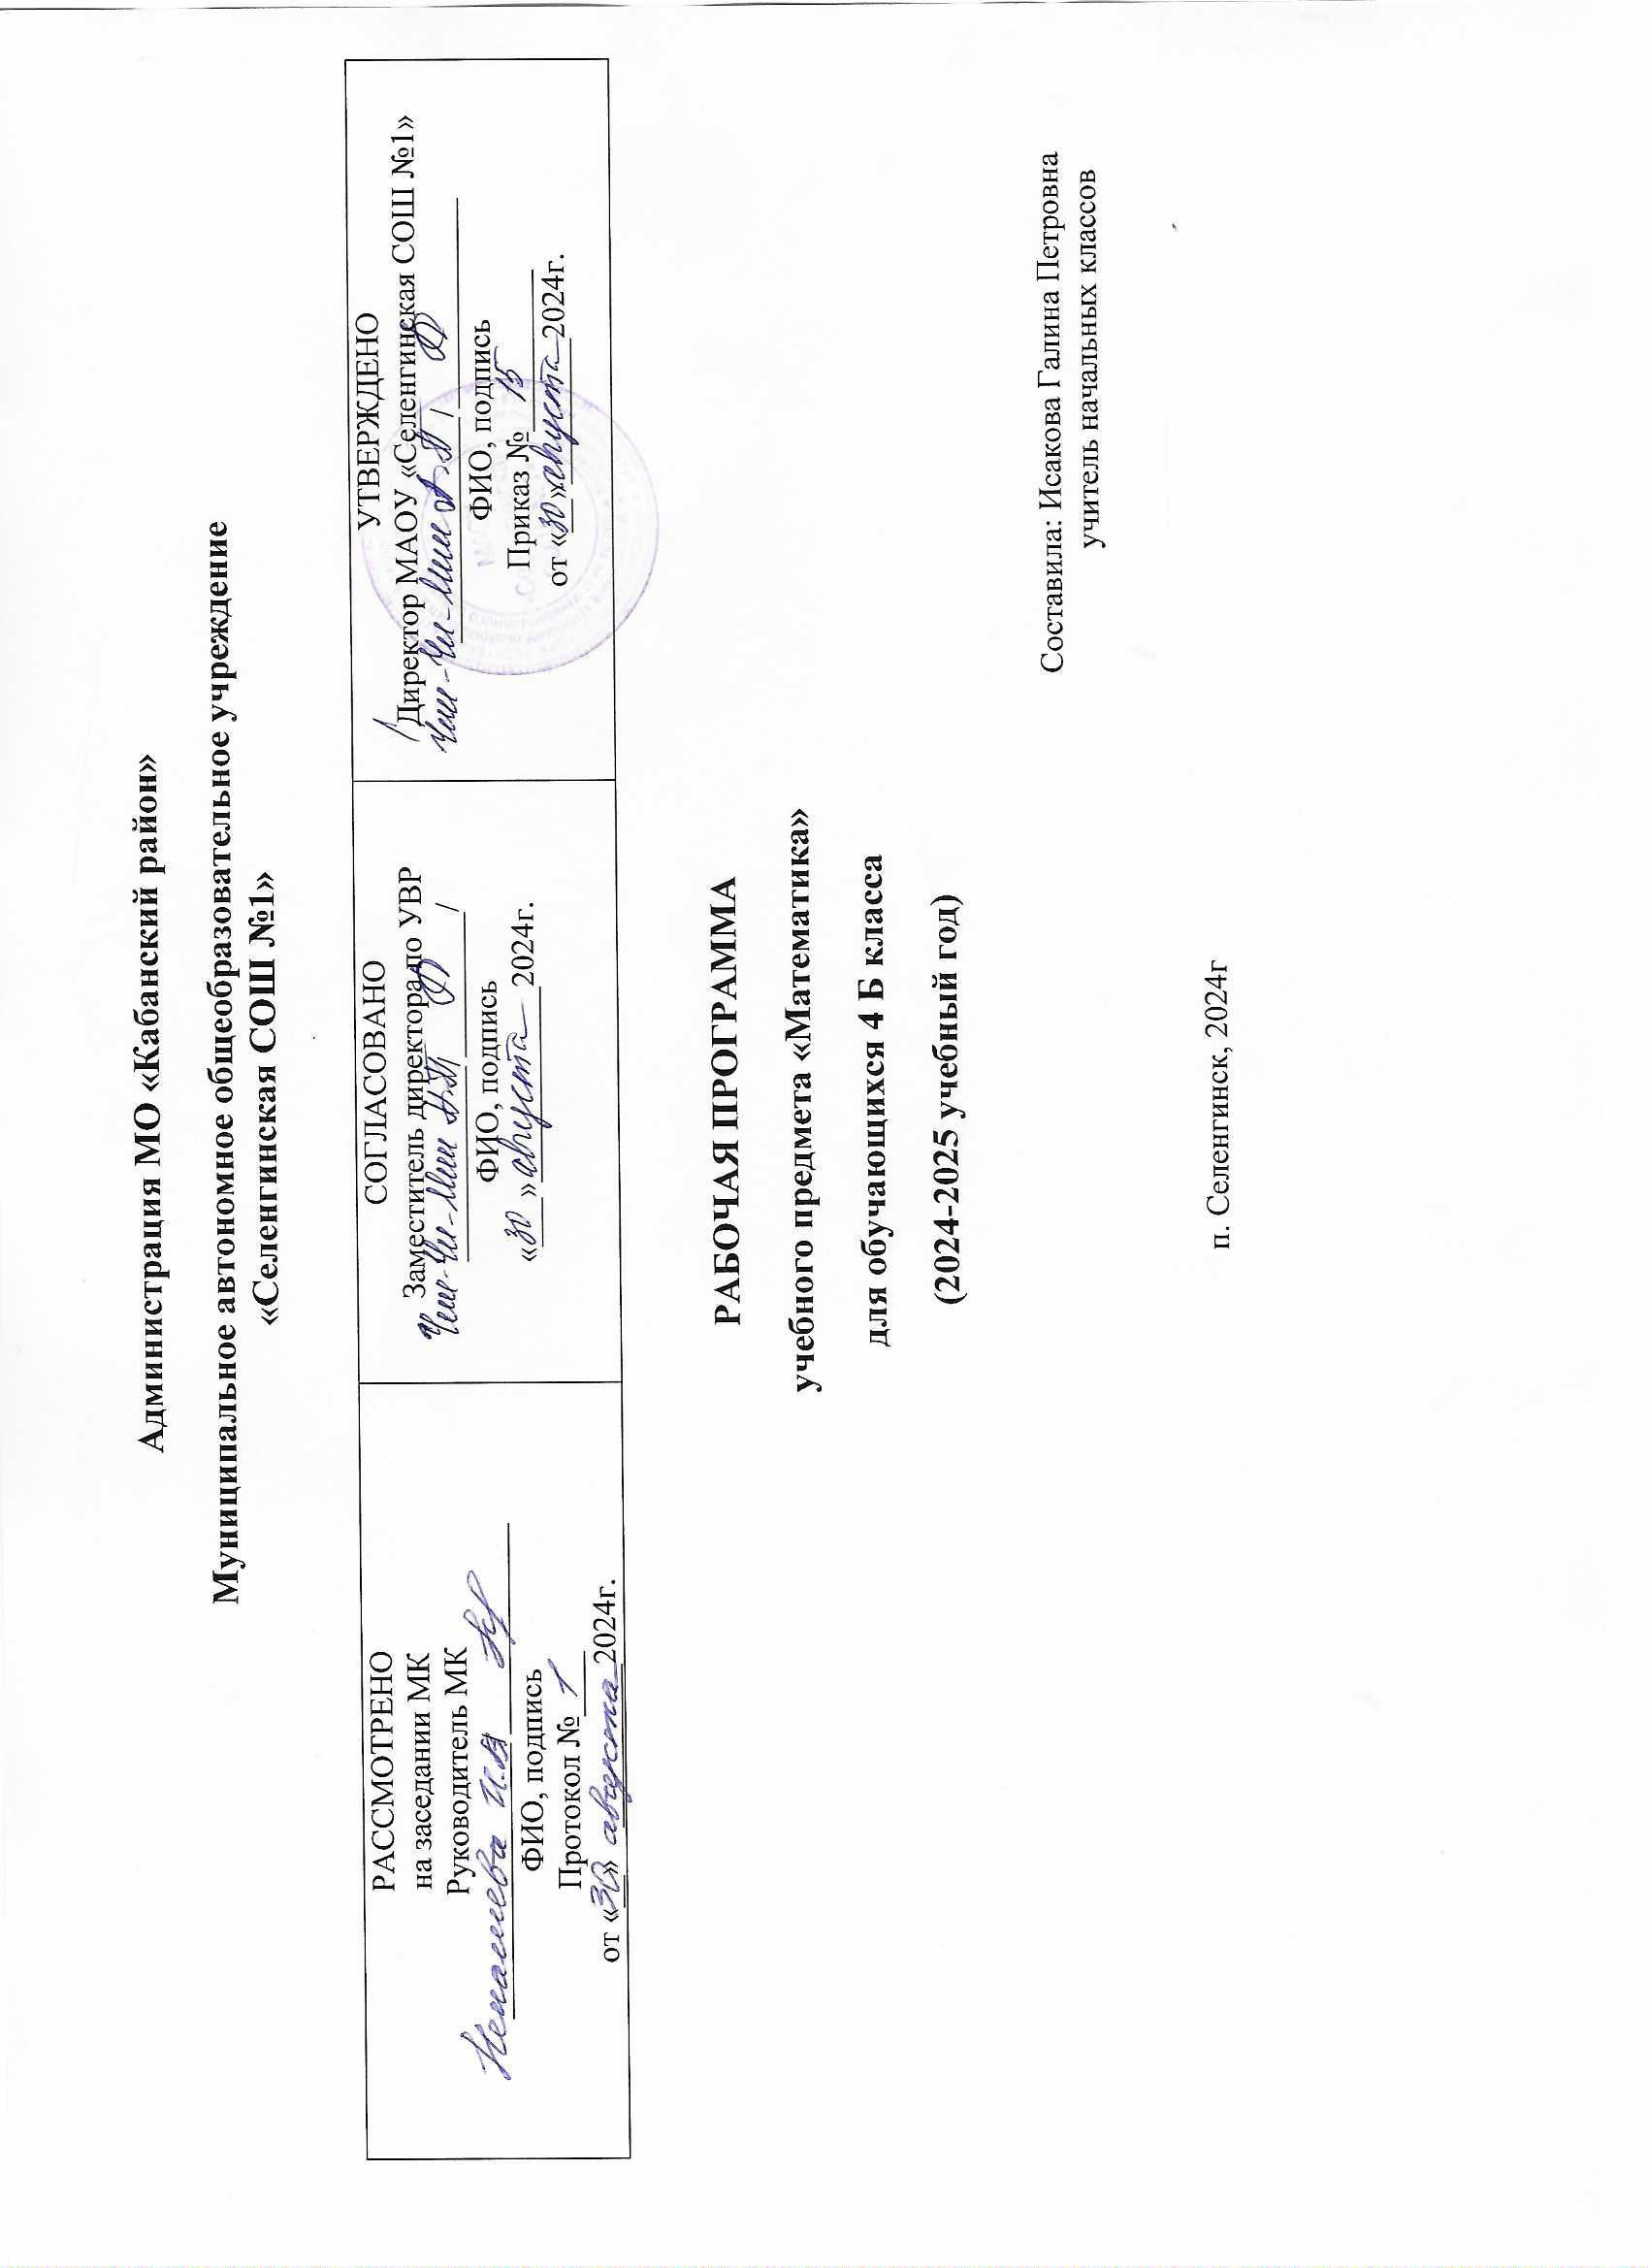 Администрация МО «Кабанский район»
Муниципальное автономное общеобразовательное учреждение
«Селенгинская СОШ №1»
РАССМОТРЕНО
на заседании МК
Руководитель МК
Ненашева
ФИО, подпись
Протокол № 1
от «30» августа 2024г.
СОГЛАСОВАНО
Заместитель директора по УВР
ФИО, подпись
«30» августа 2024г.
УТВЕРЖДЕНО
Директор МАОУ «Селенгинская СОШ №1»
ФИО, подпись
Приказ № 15
от «30» августа 2024г.
РАБОЧАЯ ПРОГРАММА
учебного предмета «Математика»
для обучающихся 4 Б класса
(2024-2025 учебный год)
Составила: Исакова Галина Петровна
учитель начальных классов
п. Селенгинск, 2024г